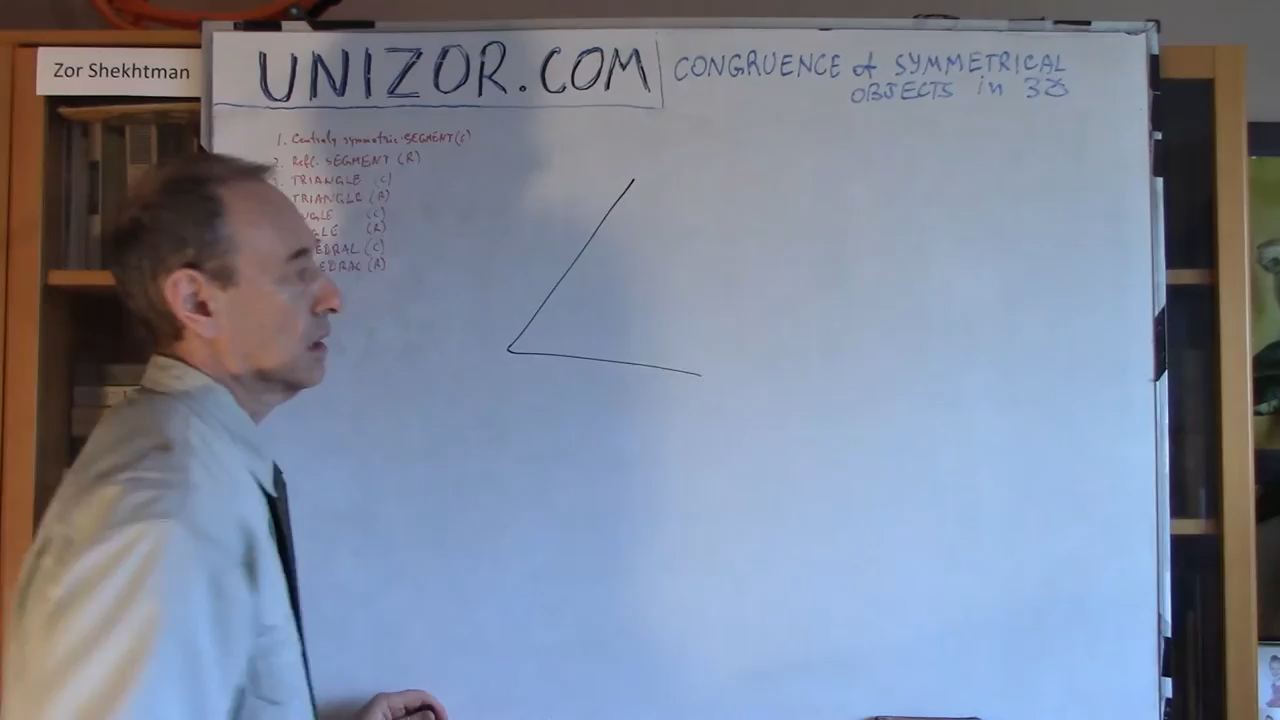 Zor Shekhtman
UNIZOR.COM
CONGRUENCE of SYMMETRICAL
OBJECTS in 3D
1. Centraly symmetric SEGMENT (C)
2. Refl. SEGMENT (R)
TRIANGLE (C)
TRIANGLE (R)
NGLE (C)
GLE (R)
EDRAL (C)
EDRAL (R)